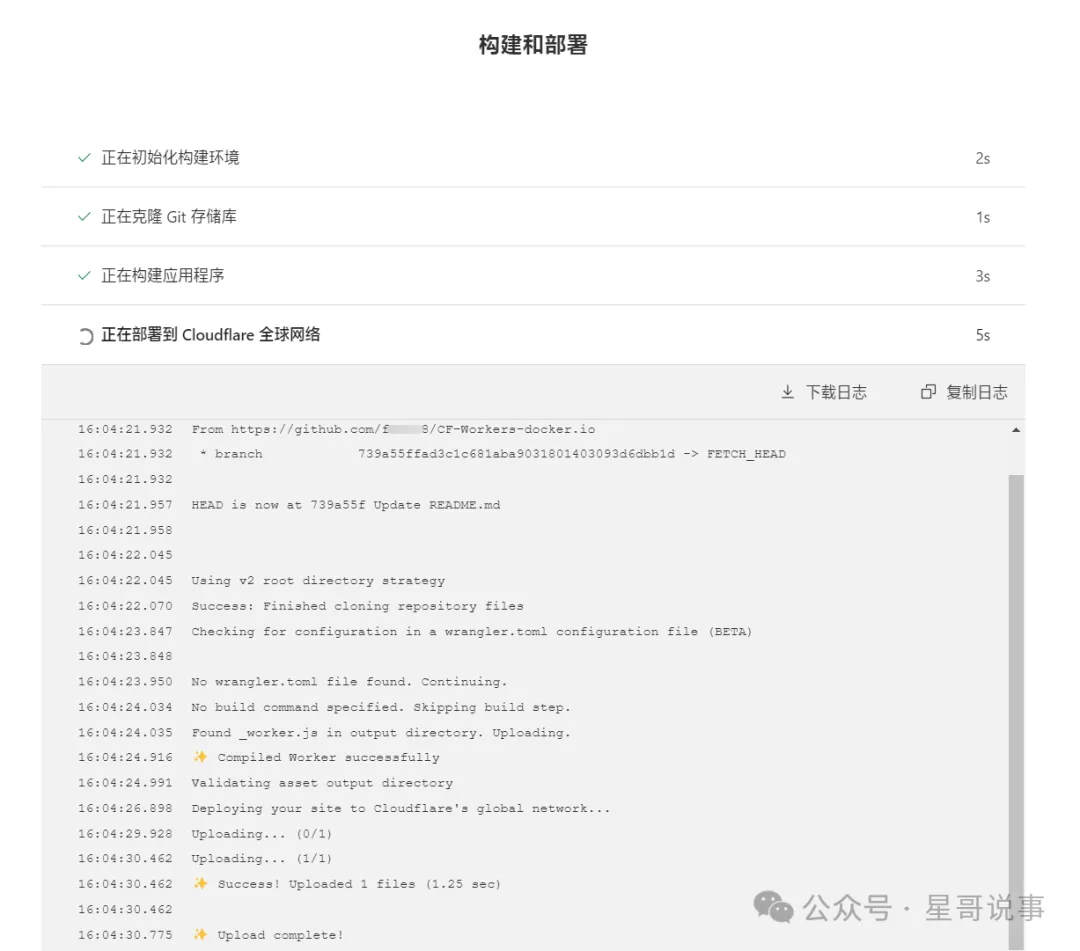 构建和部署
正在初始化构建环境 2s
正在克隆 Git 存储库 1s
正在构建应用程序 3s
正在部署到 Cloudflare 全球网络 5s
下载日志 复制日志
16:04:21.932 From https://github.com/f 8/CF-Workers-docker.io
16:04:21.932 * branch 739a55ffad3c1c681aba9031801403093d6dbb1d -> FETCH_HEAD
16:04:21.932
16:04:21.957 HEAD is now at 739a55f Update README.md
16:04:21.958
16:04:22.045
16:04:22.045 Using v2 root directory strategy
16:04:22.070 Success: Finished cloning repository files
16:04:23.847 Checking for configuration in a wrangler.toml configuration file (BETA)
16:04:23.848
16:04:23.950 No wrangler.toml file found. Continuing.
16:04:24.034 No build command specified. Skipping build step.
16:04:24.035 Found _worker.js in output directory. Uploading.
16:04:24.916 ✨ Compiled Worker successfully
16:04:24.991 Validating asset output directory
16:04:26.898 Deploying your site to Cloudflare's global network...
16:04:29.928 Uploading... (0/1)
16:04:30.462 Uploading... (1/1)
16:04:30.462 ✨ Success! Uploaded 1 files (1.25 sec)
16:04:30.462
16:04:30.775 ✨ Upload complete!
公众号 · 星哥说事